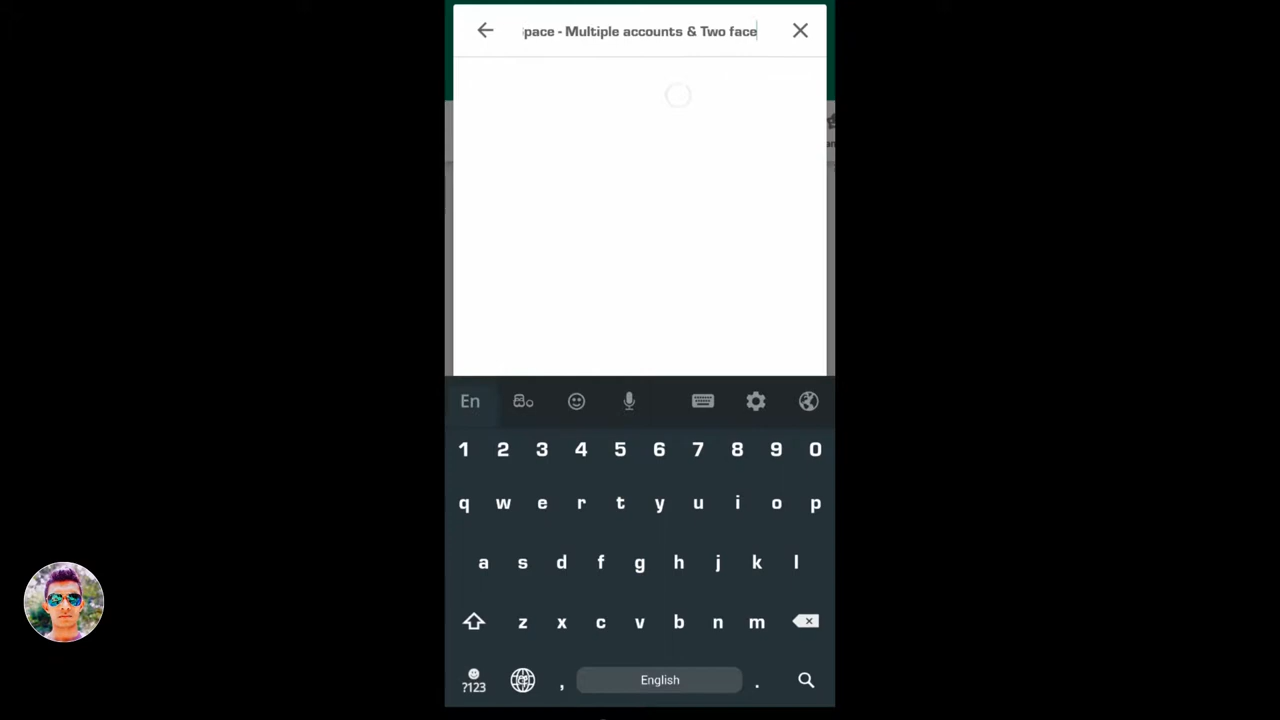 pace - Multiple accounts & Two face
En
1 2 3 4 5 6 7 8 9 0
q w e r t y u i o p
a s d f g h j k l
z x c v b n m
?123 , English .